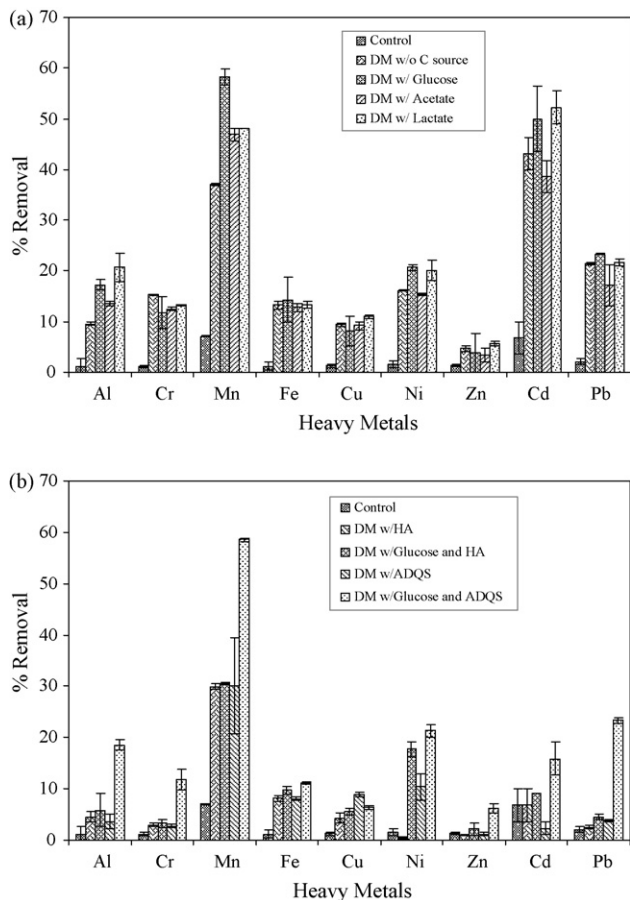 (a)
70
60
50
40
30
20
10
0
% Removal
Control
DM w/o C source
DM w/ Glucose
DM w/ Acetate
DM w/ Lactate
Al Cr Mn Fe Cu Ni Zn Cd Pb
Heavy Metals
(b)
70
60
50
40
30
20
10
0
% Removal
Control
DM w/HA
DM w/Glucose and HA
DM w/ADQS
DM w/Glucose and ADQS
Al Cr Mn Fe Cu Ni Zn Cd Pb
Heavy Metals